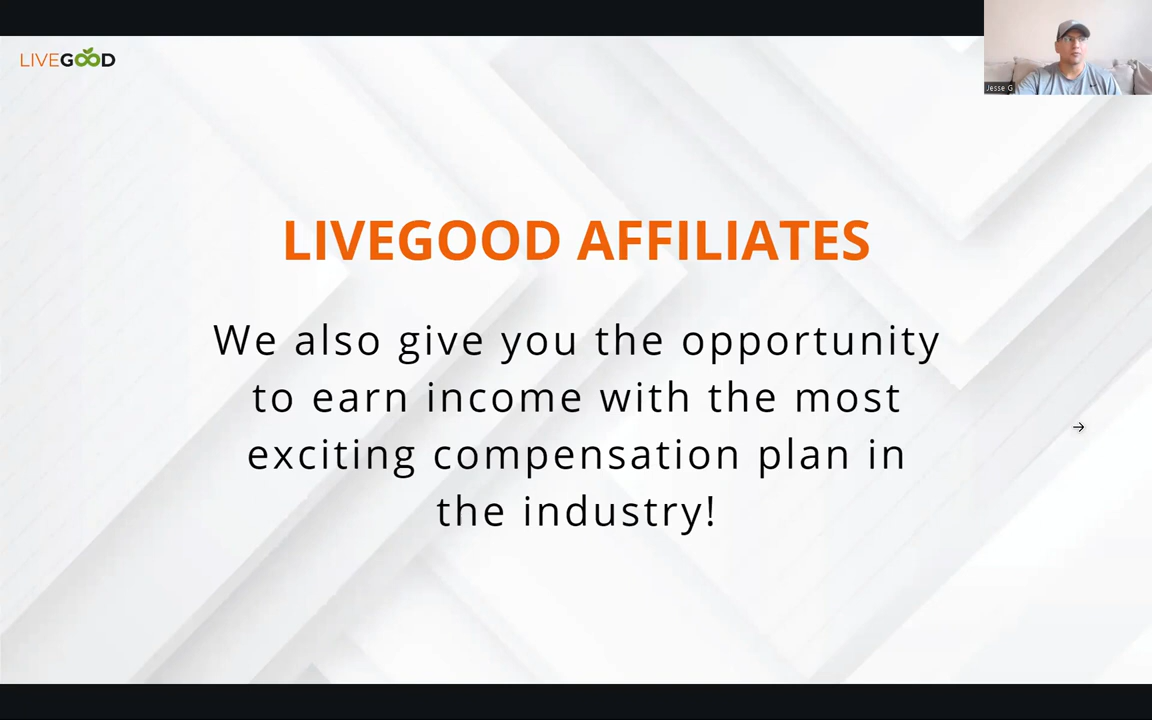 LIVEGOOD
Jesse G
LIVEGOOD AFFILIATES
We also give you the opportunity
to earn income with the most
exciting compensation plan in
the industry!